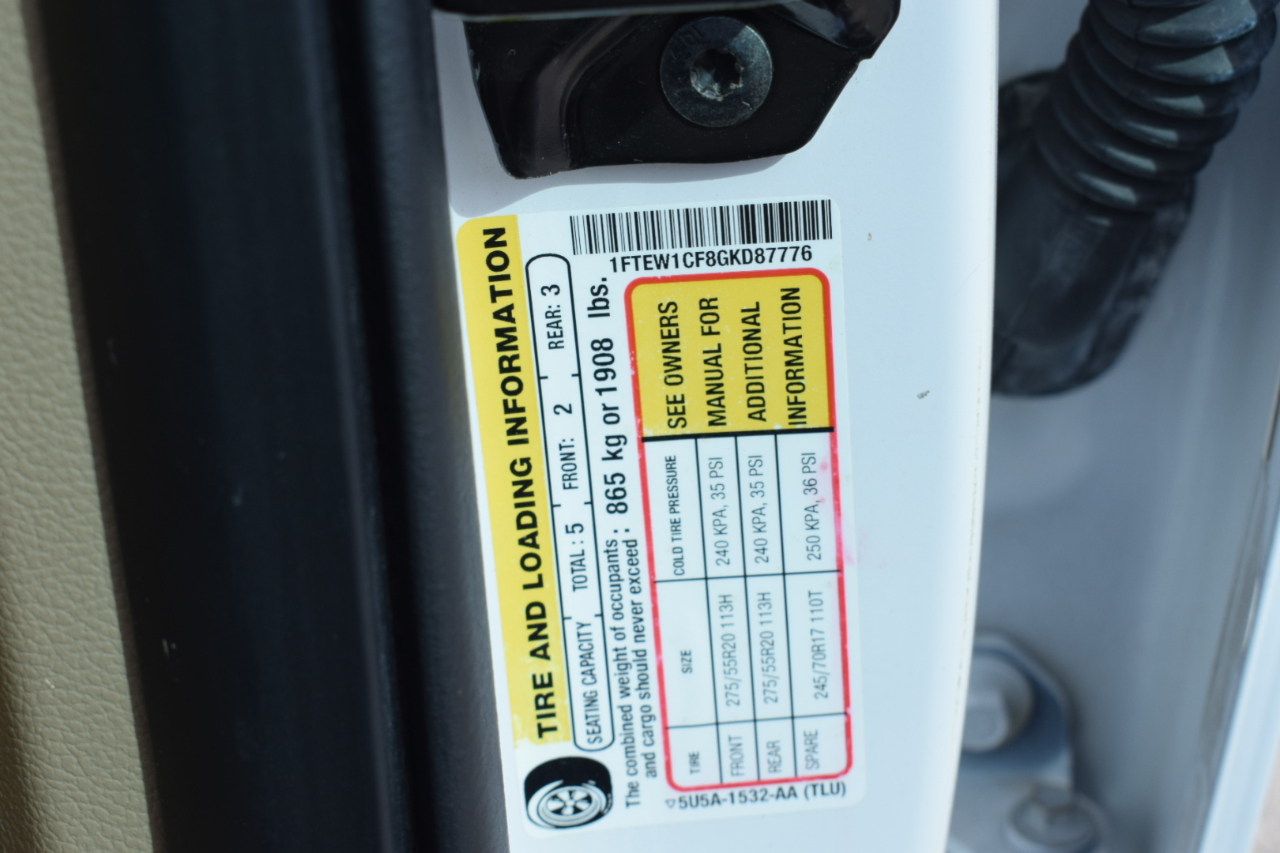 TIRE AND LOADING INFORMATION
SEATING CAPACITY TOTAL : 5 FRONT: 2 REAR: 3
The combined weight of occupants : 865 kg or 1908 lbs.
and cargo should never exceed
1FTEW1CF8GKD87776
TIRE SIZE COLD TIRE PRESSURE
FRONT 275/55R20 113H 240 KPA, 35 PSI
REAR 275/55R20 113H 240 KPA, 35 PSI
SPARE 245/70R17 110T 250 KPA, 36 PSI
SEE OWNERS
MANUAL FOR
ADDITIONAL
INFORMATION
5U5A-1532-AA (TLU)